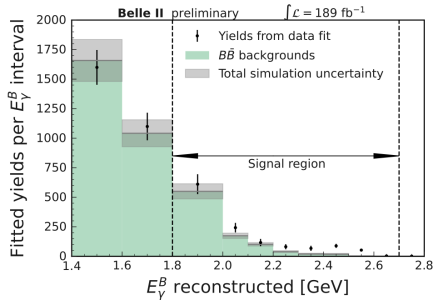 Belle II preliminary ∫ℒ = 189 fb⁻¹
Yields from data fit
BB̄ backgrounds
Total simulation uncertainty
Signal region
Fitted yields per E_γ^B interval
2000
1750
1500
1250
1000
750
500
250
0
1.4 1.6 1.8 2.0 2.2 2.4 2.6 2.8
E_γ^B reconstructed [GeV]